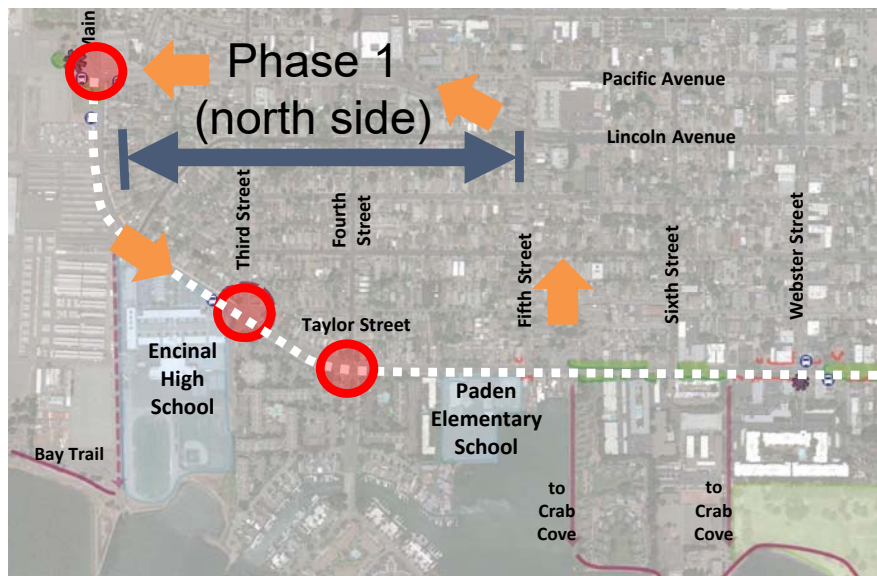 Main
Phase 1
(north side)
Pacific Avenue
Lincoln Avenue
Third Street
Fourth
Street
Fifth Street
Sixth Street
Webster Street
Taylor Street
Encinal
High
School
Paden
Elementary
School
Bay Trail
to
Crab
Cove
to
Crab
Cove